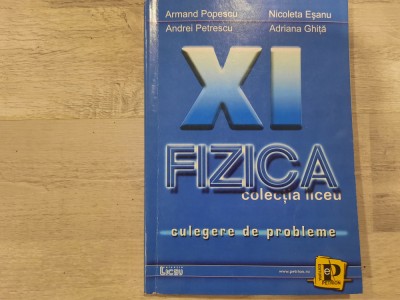 Armand Popescu Nicoleta Eşanu
Andrei Petrescu Adriana Ghiţă
XI
FIZICA
colecţia liceu
culegere de probleme
Liceu
www.petrion.ro
PETRION